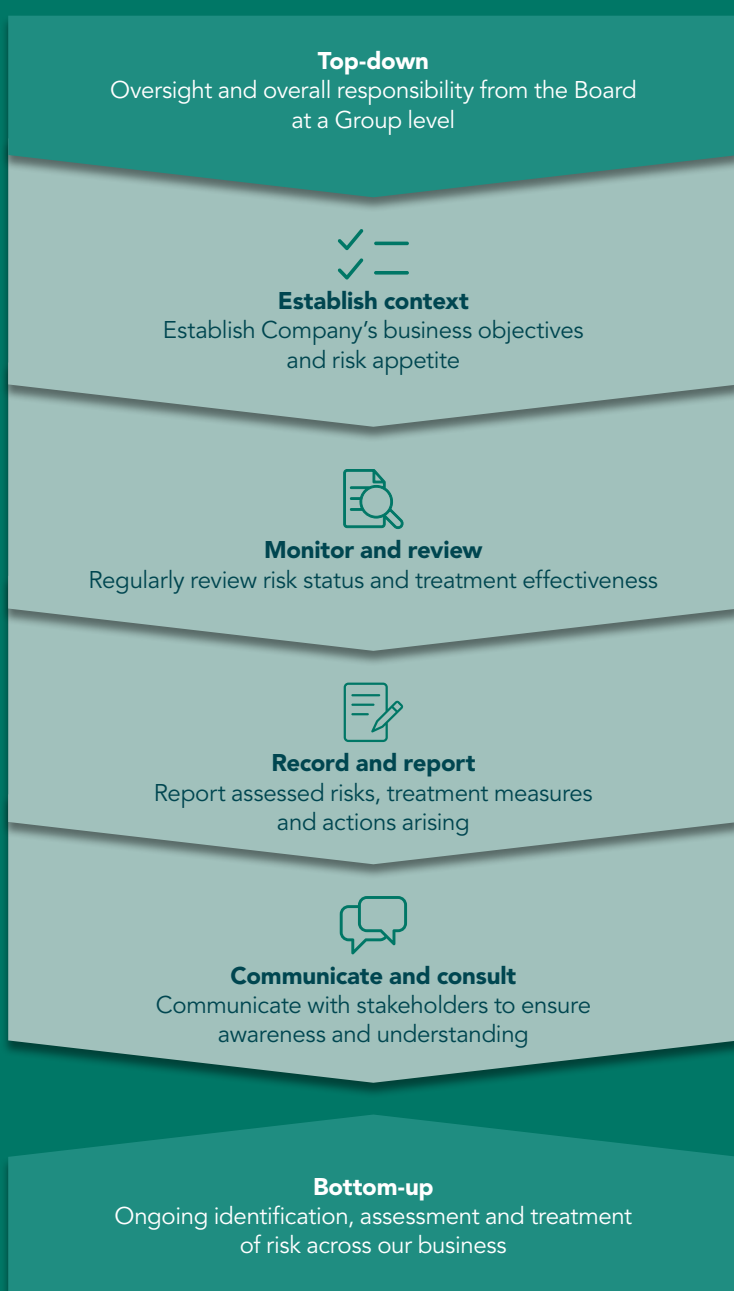 Top-down
Oversight and overall responsibility from the Board
at a Group level
Establish context
Establish Company’s business objectives
and risk appetite
Monitor and review
Regularly review risk status and treatment effectiveness
Record and report
Report assessed risks, treatment measures
and actions arising
Communicate and consult
Communicate with stakeholders to ensure
awareness and understanding
Bottom-up
Ongoing identification, assessment and treatment
of risk across our business